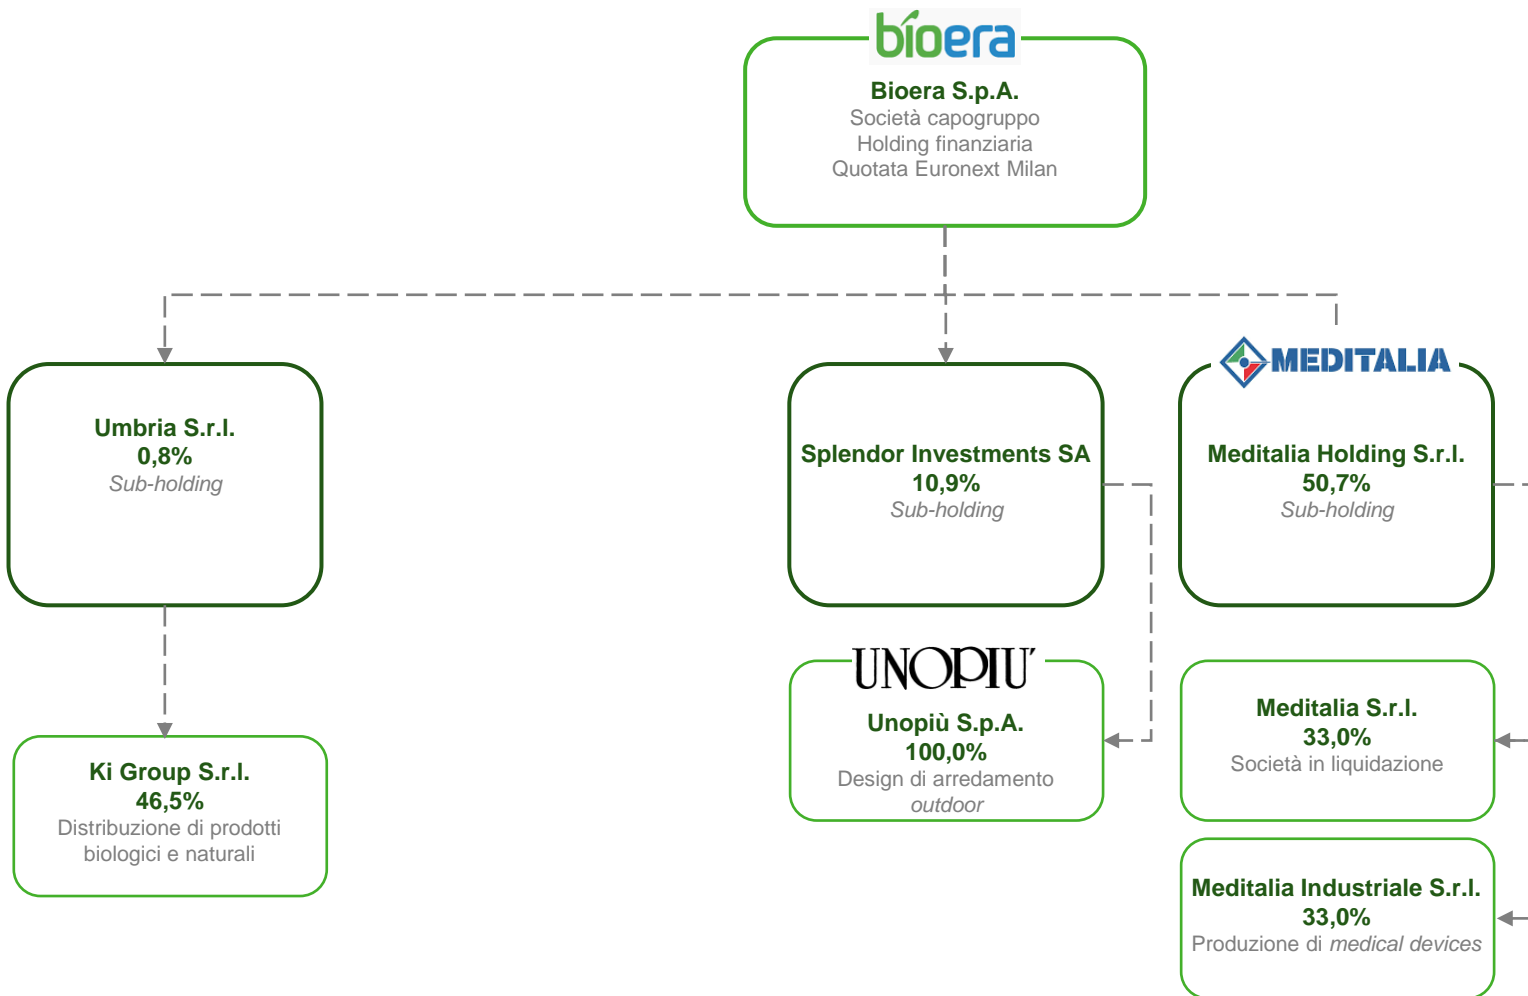 bioera
Bioera S.p.A.
Società capogruppo
Holding finanziaria
Quotata Euronext Milan
Umbria S.r.l.
0,8%
Sub-holding
Splendor Investments SA
10,9%
Sub-holding
MEDITALIA
Meditalia Holding S.r.l.
50,7%
Sub-holding
Ki Group S.r.l.
46,5%
Distribuzione di prodotti
biologici e naturali
UNOPIU'
Unopiù S.p.A.
100,0%
Design di arredamento
outdoor
Meditalia S.r.l.
33,0%
Società in liquidazione
Meditalia Industriale S.r.l.
33,0%
Produzione di medical devices